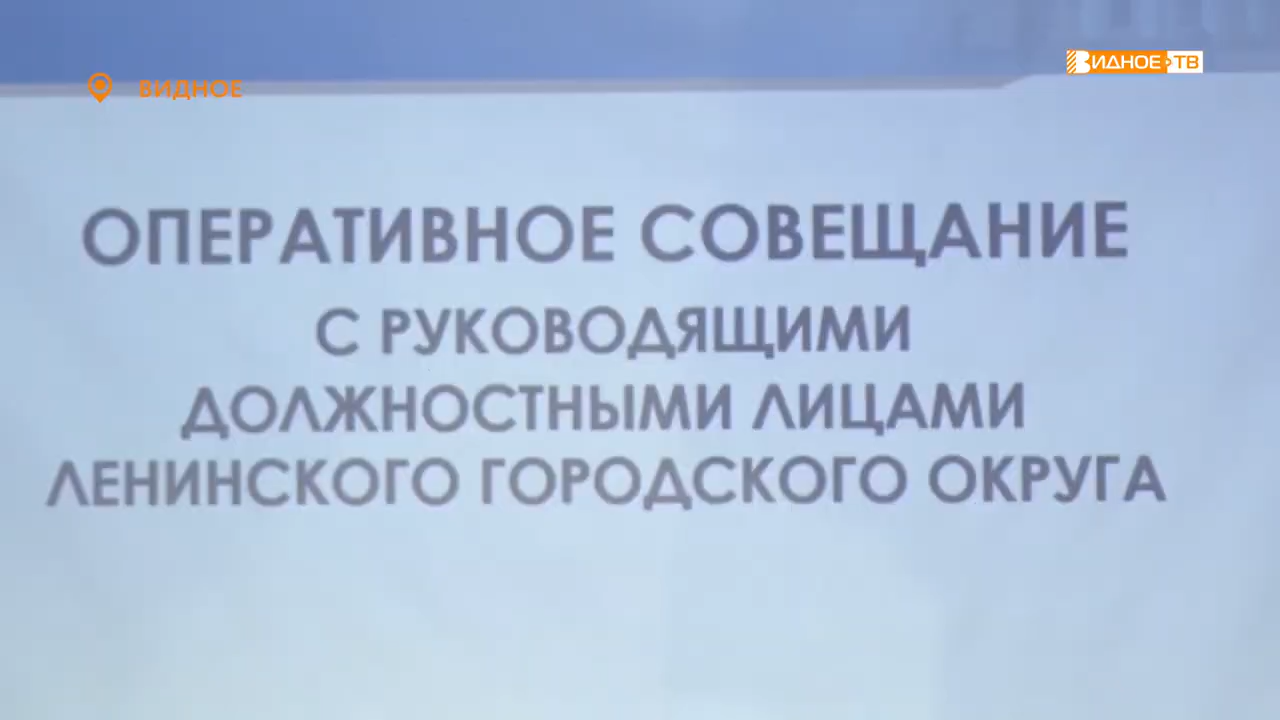 ВИДНОЕ
ВИДНОЕ ТВ
ОПЕРАТИВНОЕ СОВЕЩАНИЕ
С РУКОВОДЯЩИМИ
ДОЛЖНОСТНЫМИ ЛИЦАМИ
ЛЕНИНСКОГО ГОРОДСКОГО ОКРУГА